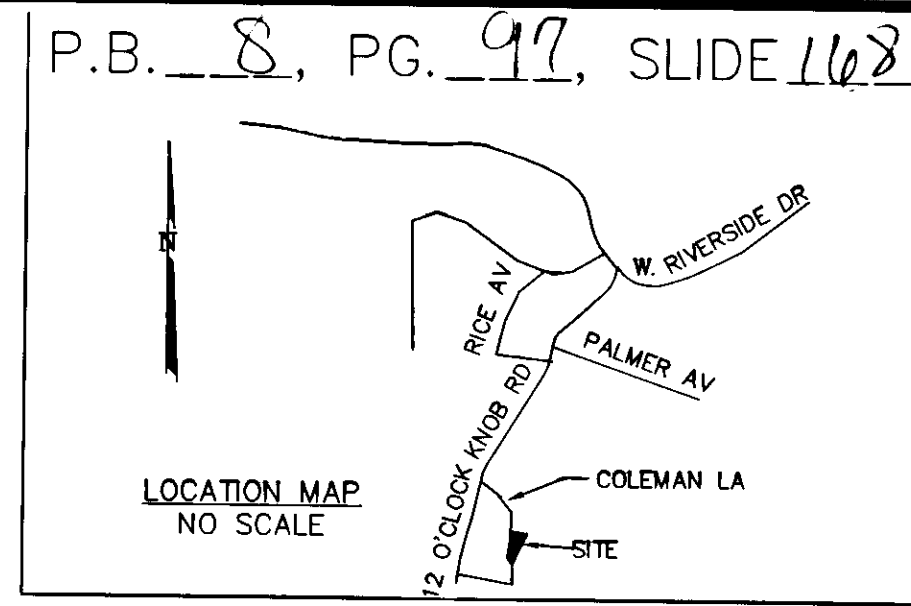 P.B. 8, PG. 97, SLIDE 168
N
W. RIVERSIDE DR
RICE AV
PALMER AV
12 O'CLOCK KNOB RD
COLEMAN LA
LOCATION MAP
NO SCALE
SITE